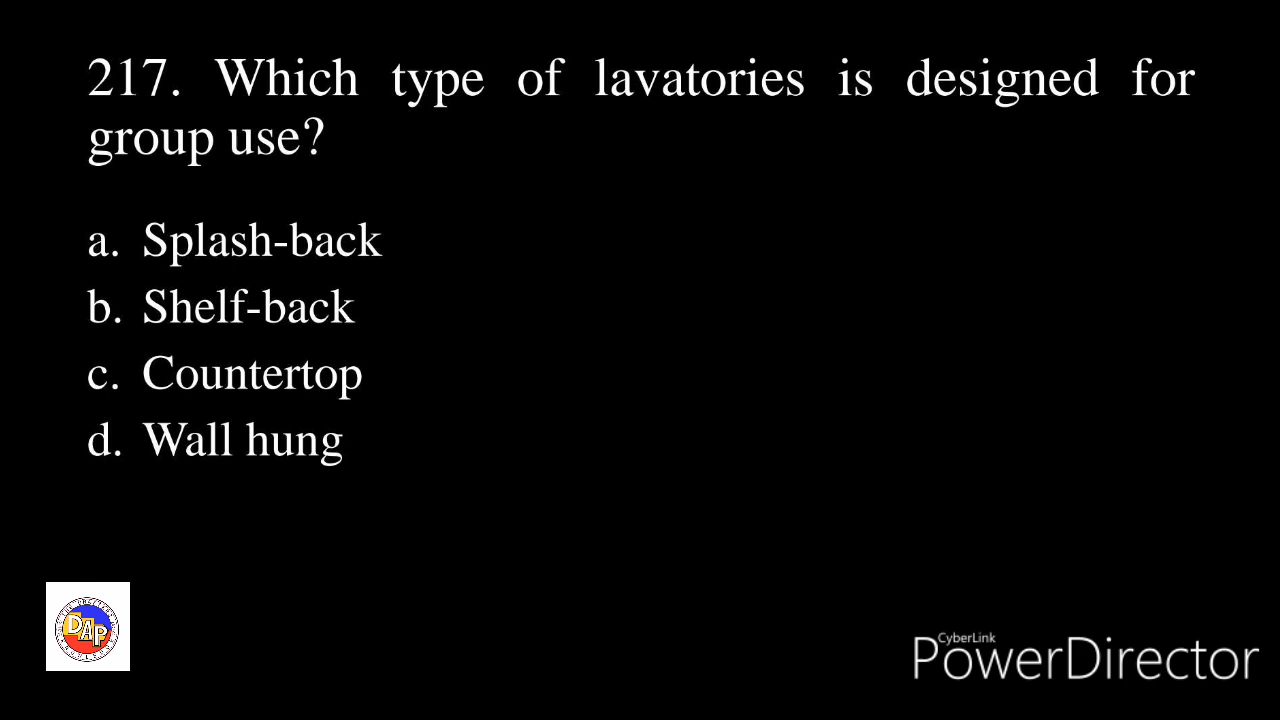 217. Which type of lavatories is designed for
group use?
a. Splash-back
b. Shelf-back
c. Countertop
d. Wall hung
DAP
CyberLink
PowerDirector